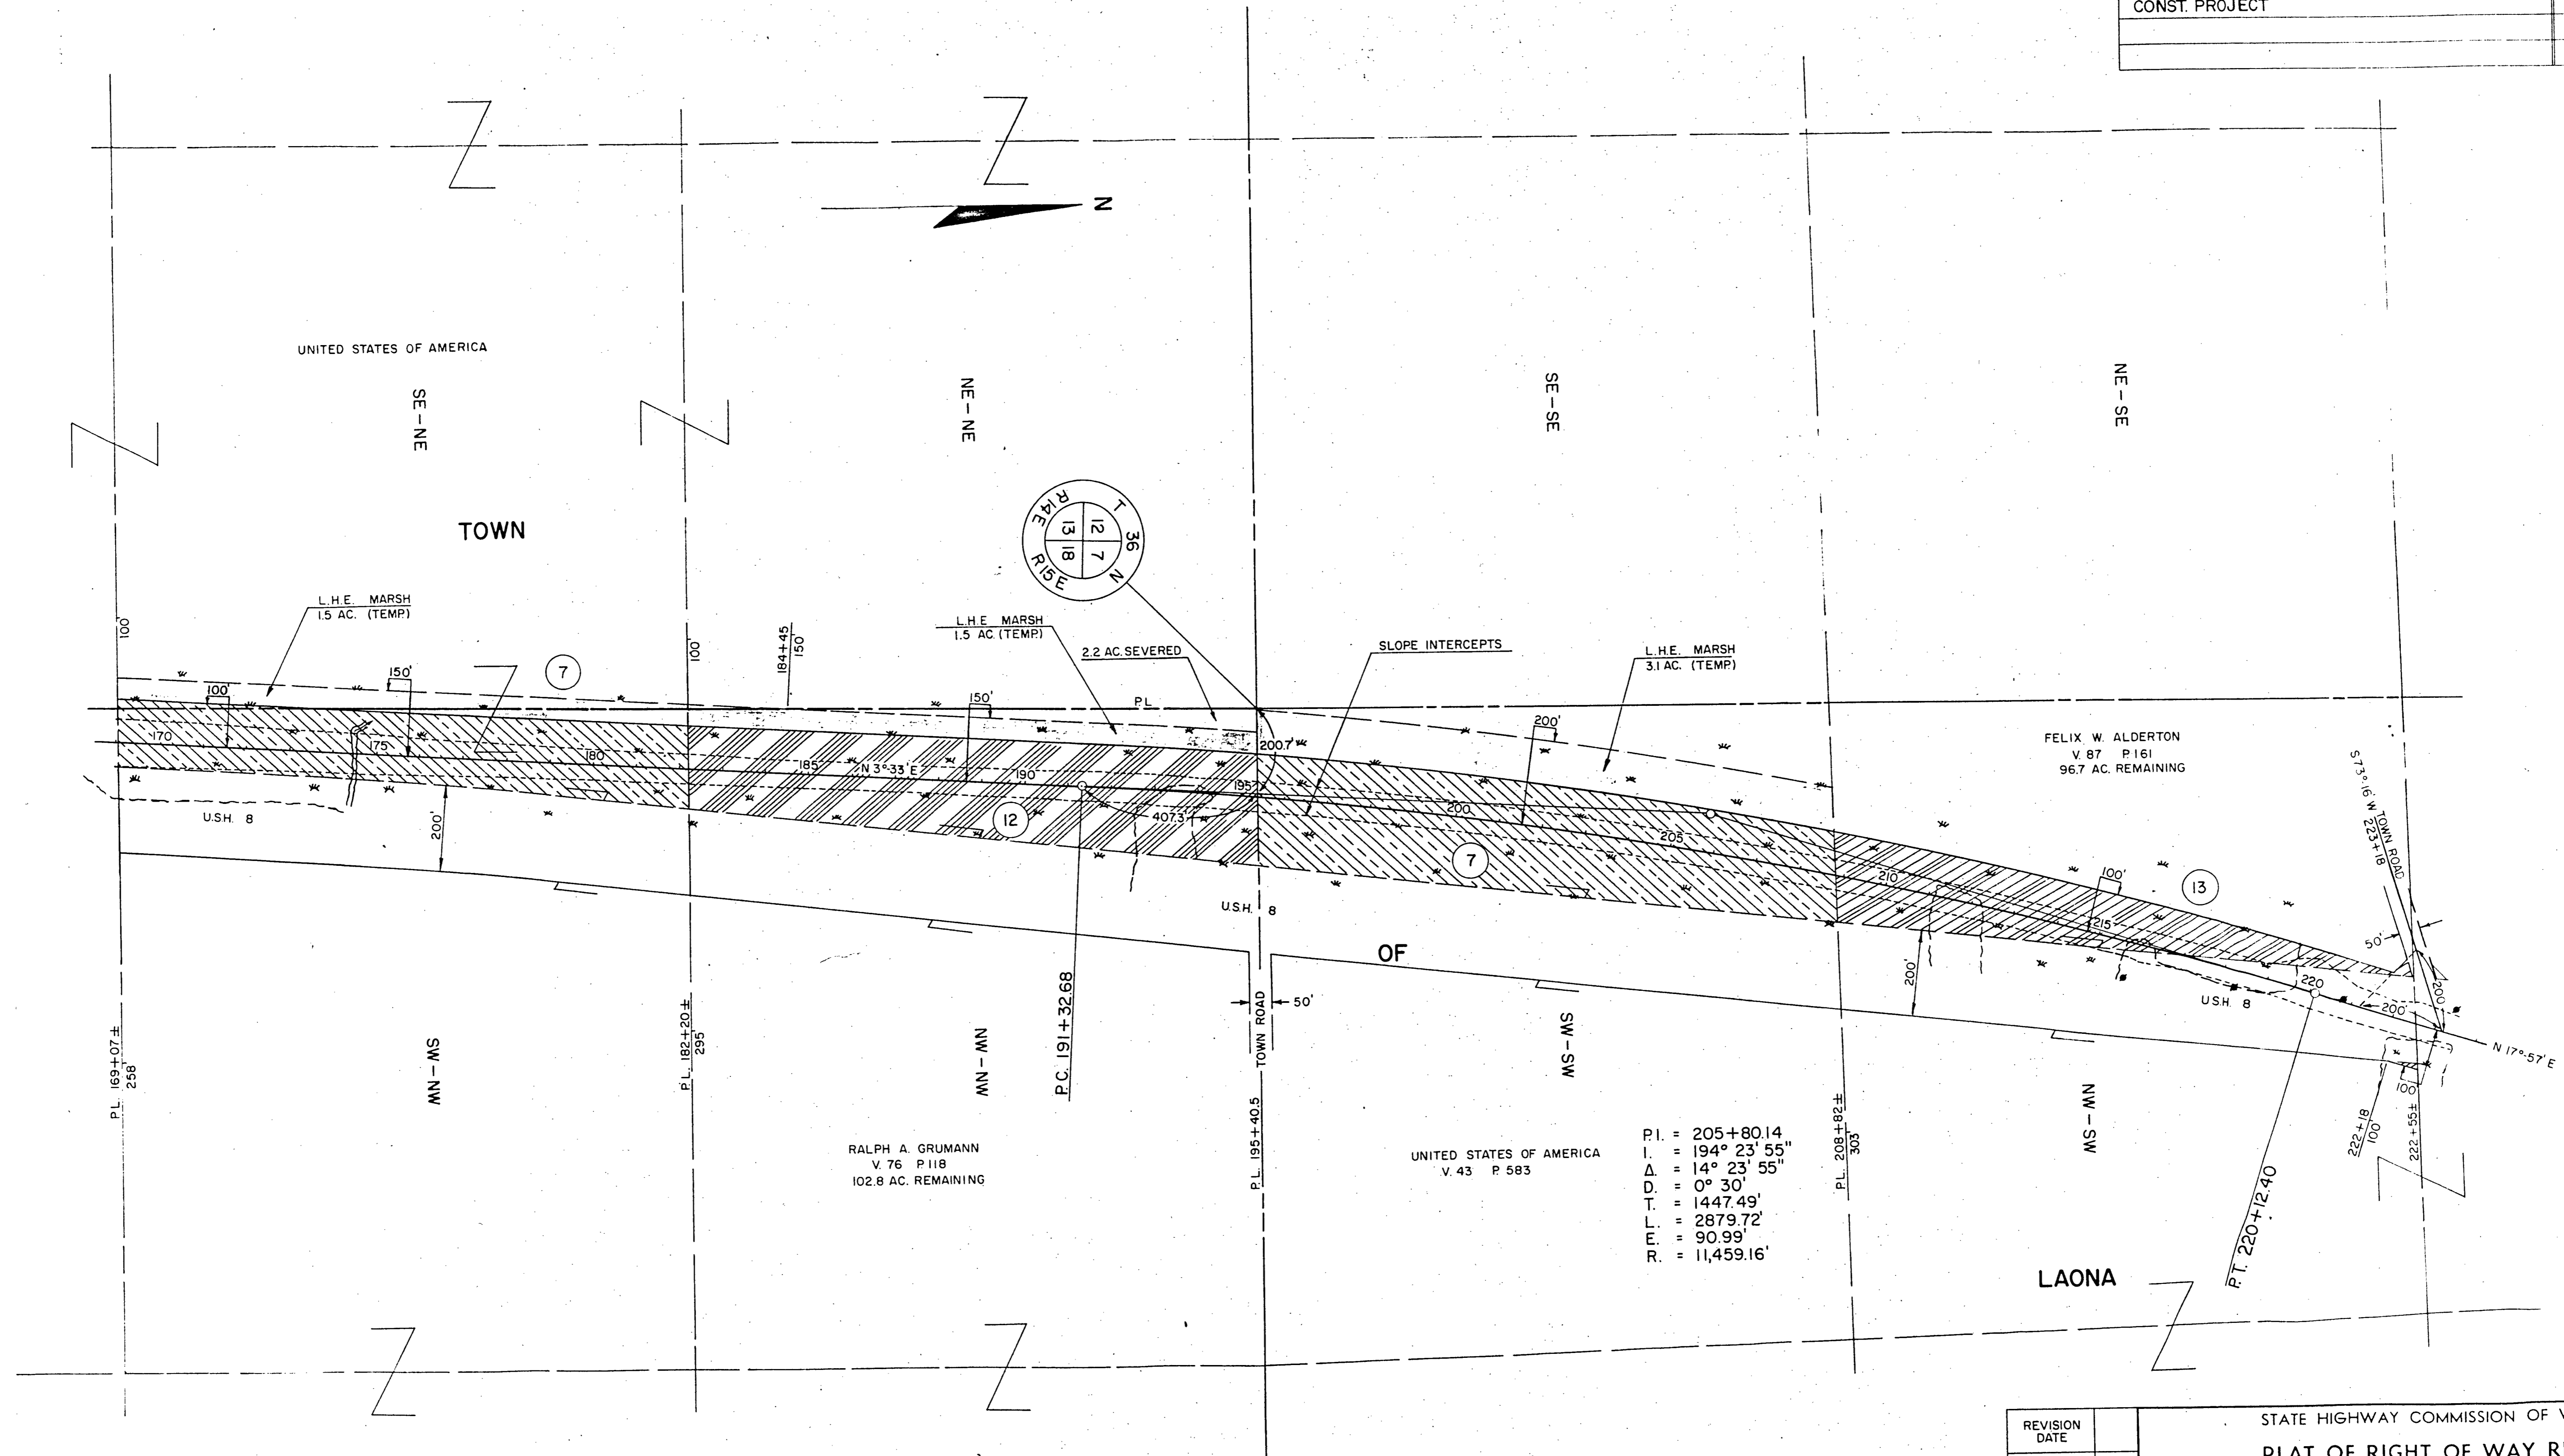 CONST. PROJECT
N
UNITED STATES OF AMERICA
SE-NE
NE-NE
SE-SE
NE-SE
TOWN
T 36 N
R14E
R15E
12
7
13
18
L.H.E. MARSH
1.5 AC. (TEMP.)
100'
100'
184+45
150'
L.H.E. MARSH
1.5 AC. (TEMP.)
2.2 AC. SEVERED
SLOPE INTERCEPTS
L.H.E. MARSH
3.1 AC. (TEMP.)
7
150'
100'
150'
P.L.
200.7'
200'
FELIX W. ALDERTON
V. 87 P. 161
96.7 AC. REMAINING
S 73°-16' W
TOWN ROAD
223+18
170
175
180
185
N 3°-33' E
190
195
200
205
210
215
220
407.3'
12
7
13
100'
50'
U.S.H. 8
200'
U.S.H. 8
OF
200'
U.S.H. 8
200'
200'
N 17°-57' E
P.L. 169+07±
258'
SW-NW
P.L. 182+20±
295'
NW-NW
P.C. 191+32.68
TOWN ROAD
50'
P.L. 195+40.5
SW-SW
P.L. 208+82±
303'
NW-SW
222+18
100'
100'
222+55±
P.T. 220+12.40
RALPH A. GRUMANN
V. 76 P. 118
102.8 AC. REMAINING
UNITED STATES OF AMERICA
V. 43 P. 583
P.I. = 205+80.14
I. = 194° 23' 55"
Δ. = 14° 23' 55"
D. = 0° 30'
T. = 1447.49'
L. = 2879.72'
E. = 90.99'
R. = 11,459.16'
LAONA
REVISION
DATE
STATE HIGHWAY COMMISSION OF
PLAT OF RIGHT OF WAY